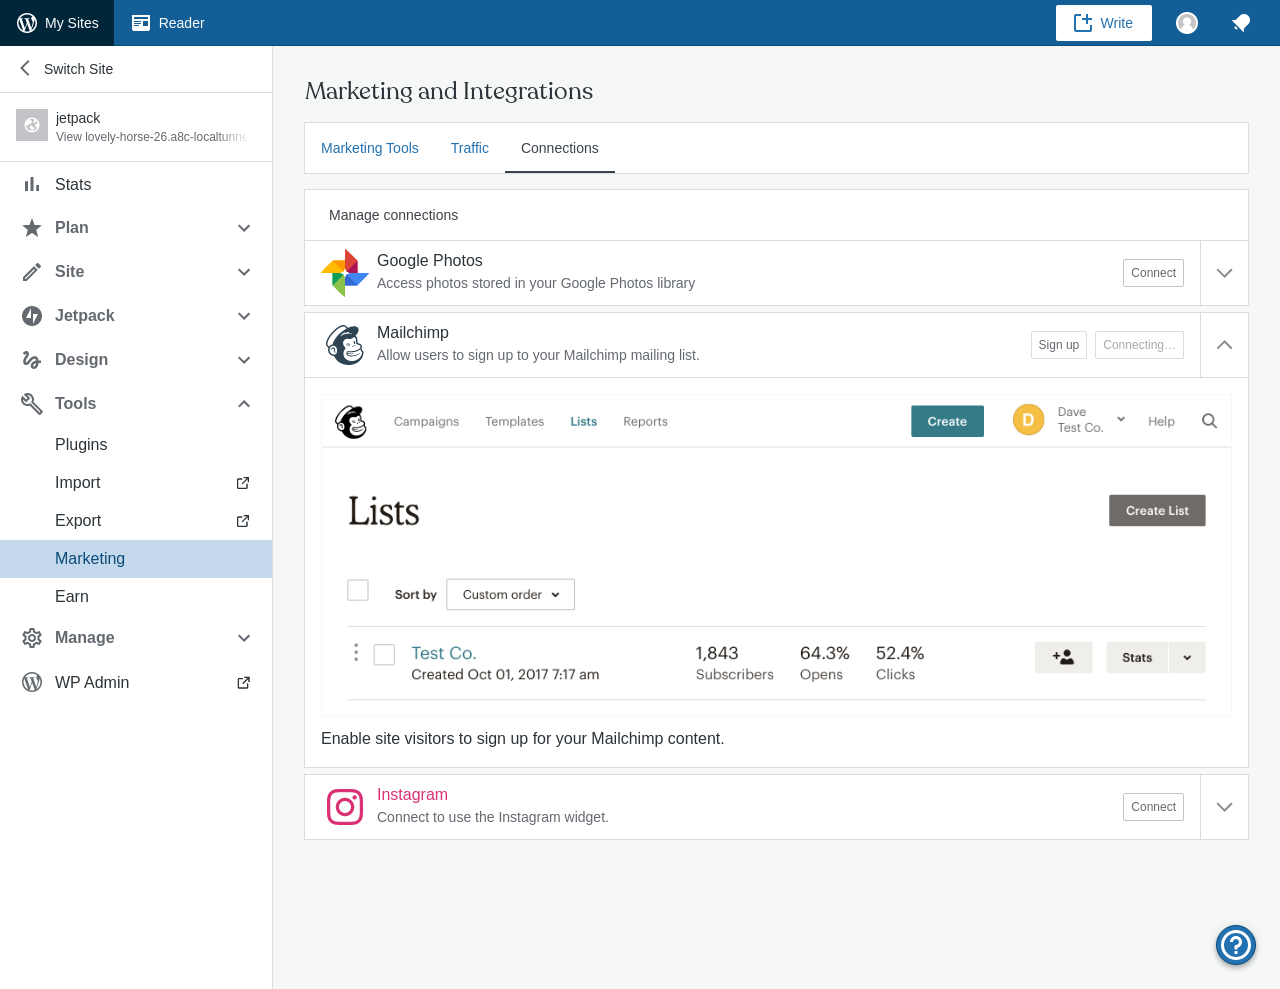 My Sites
Reader
Write
Switch Site
jetpack
View lovely-horse-26.a8c-localtunne
Stats
Plan
Site
Jetpack
Design
Tools
Plugins
Import
Export
Marketing
Earn
Manage
WP Admin
Marketing and Integrations
Marketing Tools Traffic Connections
Manage connections
Google Photos
Access photos stored in your Google Photos library
Connect
Mailchimp
Allow users to sign up to your Mailchimp mailing list.
Sign up Connecting…
Campaigns Templates Lists Reports
Create
D
Dave
Test Co.
Help
Lists
Create List
Sort by Custom order
Test Co.
Created Oct 01, 2017 7:17 am
1,843
Subscribers
64.3%
Opens
52.4%
Clicks
Stats
Enable site visitors to sign up for your Mailchimp content.
Instagram
Connect to use the Instagram widget.
Connect